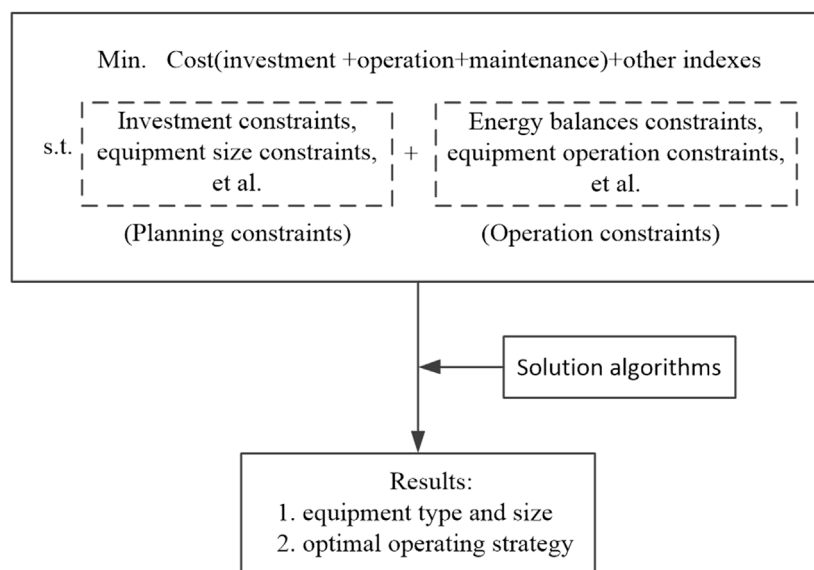 Min. Cost(investment +operation+maintenance)+other indexes
s.t.
Investment constraints,
equipment size constraints,
et al.
+
Energy balances constraints,
equipment operation constraints,
et al.
(Planning constraints)
(Operation constraints)
Solution algorithms
Results:
1. equipment type and size
2. optimal operating strategy